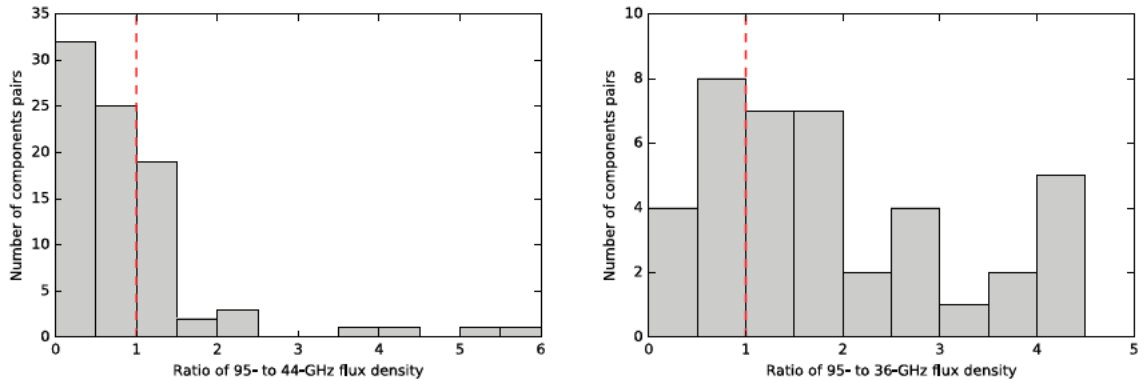 35
30
25
20
15
10
5
0
Number of components pairs
0 1 2 3 4 5 6
Ratio of 95- to 44-GHz flux density
10
8
6
4
2
0
Number of components pairs
0 1 2 3 4 5
Ratio of 95- to 36-GHz flux density